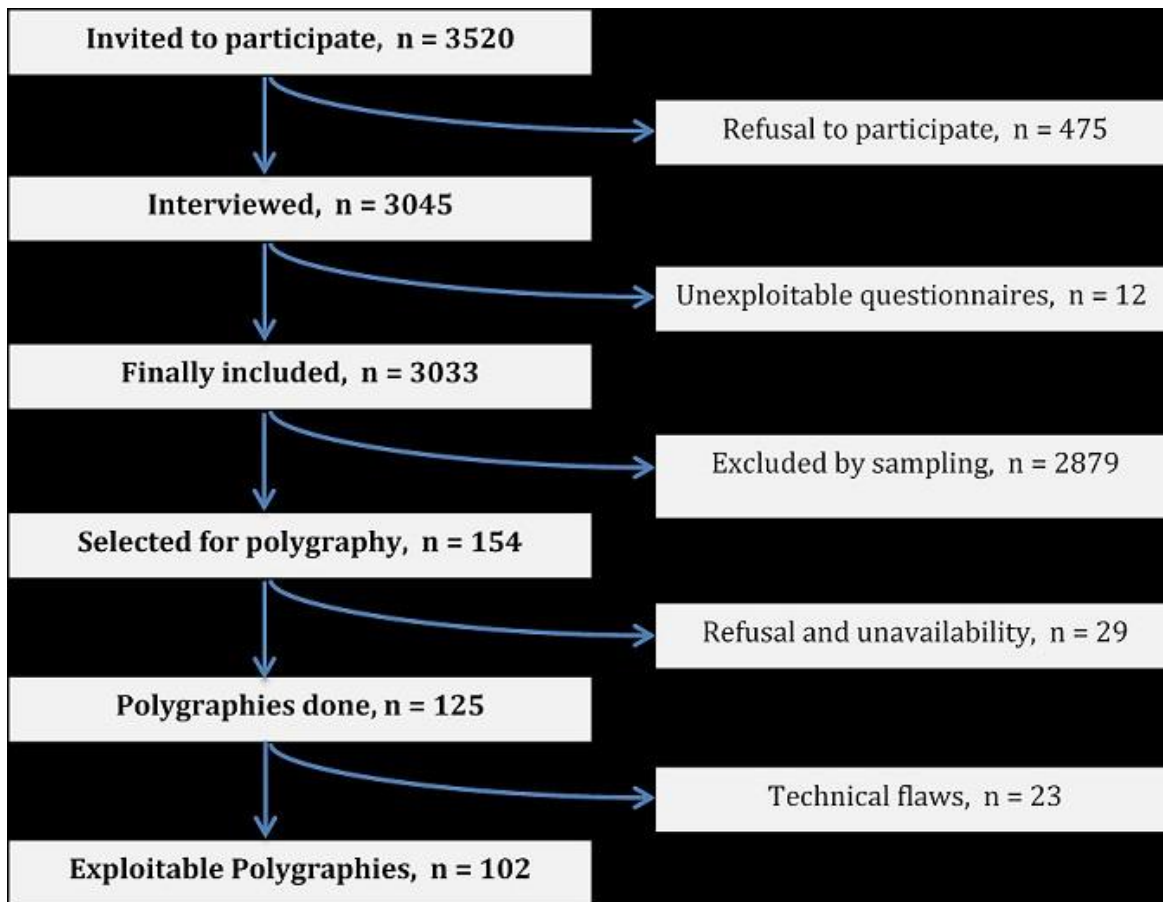 Invited to participate, n = 3520
Refusal to participate, n = 475
Interviewed, n = 3045
Unexploitable questionnaires, n = 12
Finally included, n = 3033
Excluded by sampling, n = 2879
Selected for polygraphy, n = 154
Refusal and unavailability, n = 29
Polygraphies done, n = 125
Technical flaws, n = 23
Exploitable Polygraphies, n = 102